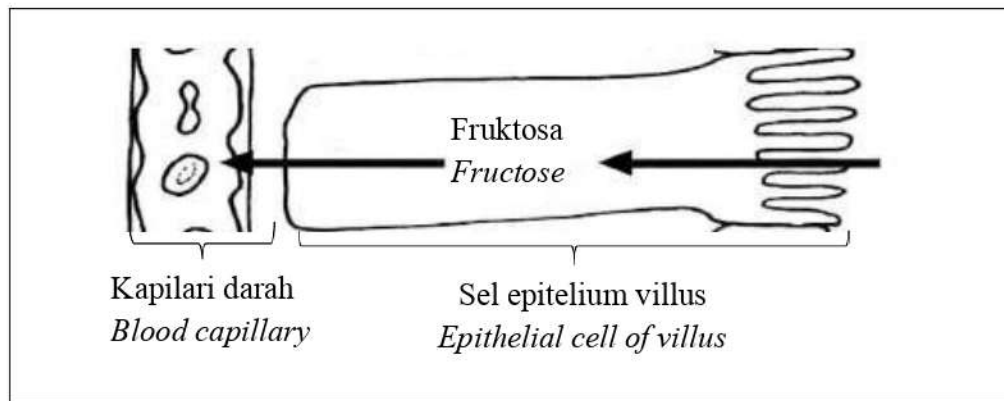 Fruktosa
Fructose
Kapilari darah
Blood capillary
Sel epitelium villus
Epithelial cell of villus